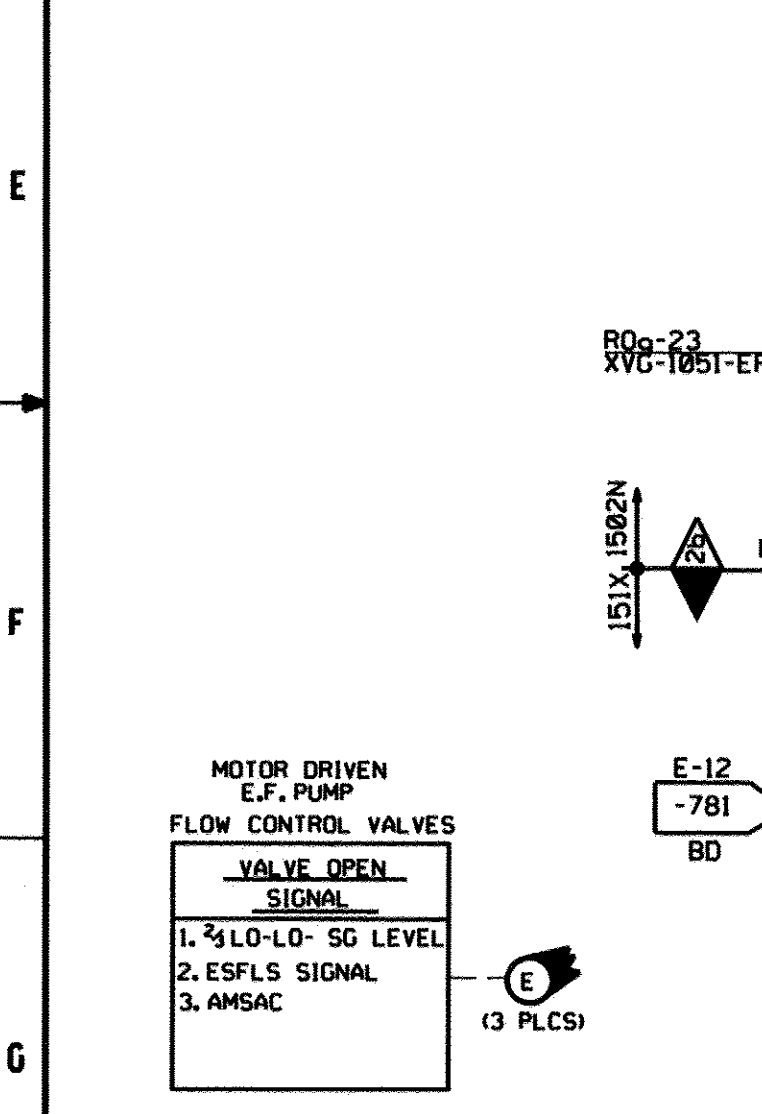 E
ROg-23
XVG-1051-EF
151X
1502N
2b
F
MOTOR DRIVEN
E.F. PUMP
FLOW CONTROL VALVES
VALVE OPEN
SIGNAL
1. 2/3 LO-LO- SG LEVEL
2. ESFLS SIGNAL
3. AMSAC
E
(3 PLCS)
E-12
-781
BD
G